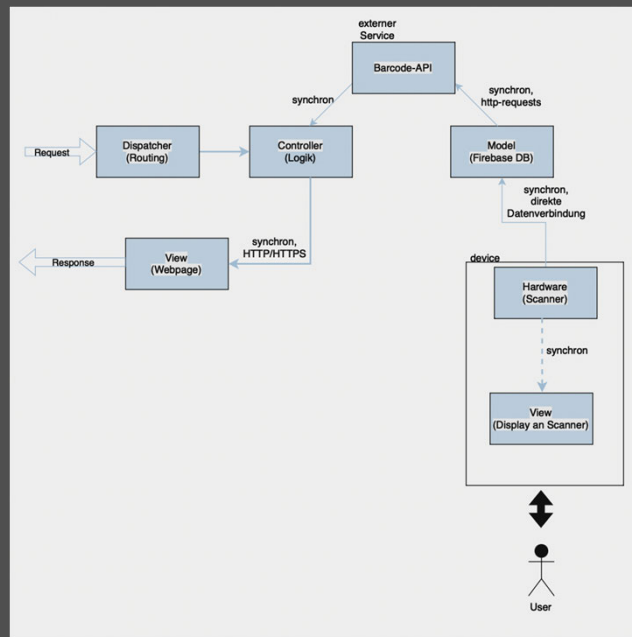 externer
Service
Barcode-API
synchron
synchron,
http-requests
Request
Dispatcher
(Routing)
Controller
(Logik)
Model
(Firebase DB)
synchron,
direkte
Datenverbindung
synchron,
HTTP/HTTPS
Response
View
(Webpage)
device
Hardware
(Scanner)
synchron
View
(Display an Scanner)
User